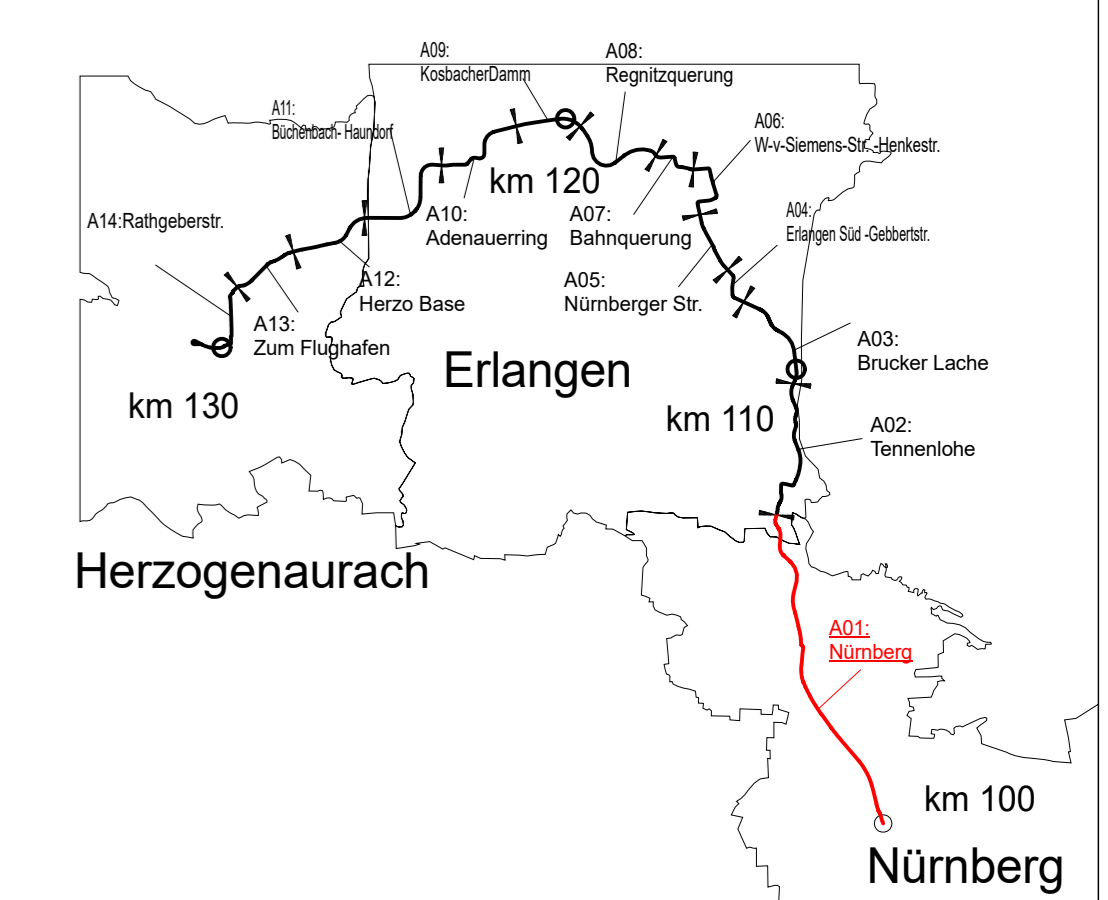 A09:
KosbacherDamm
A08:
Regnitzquerung
A11:
Büchenbach- Haundorf
A06:
W-v-Siemens-Str. -Henkestr.
km 120
A14:Rathgeberstr.
A10:
Adenauerring
A07:
Bahnquerung
A04:
Erlangen Süd -Gebbertstr.
A12:
Herzo Base
A05:
Nürnberger Str.
A13:
Zum Flughafen
A03:
Brucker Lache
Erlangen
km 130
km 110
A02:
Tennenlohe
Herzogenaurach
A01:
Nürnberg
km 100
Nürnberg